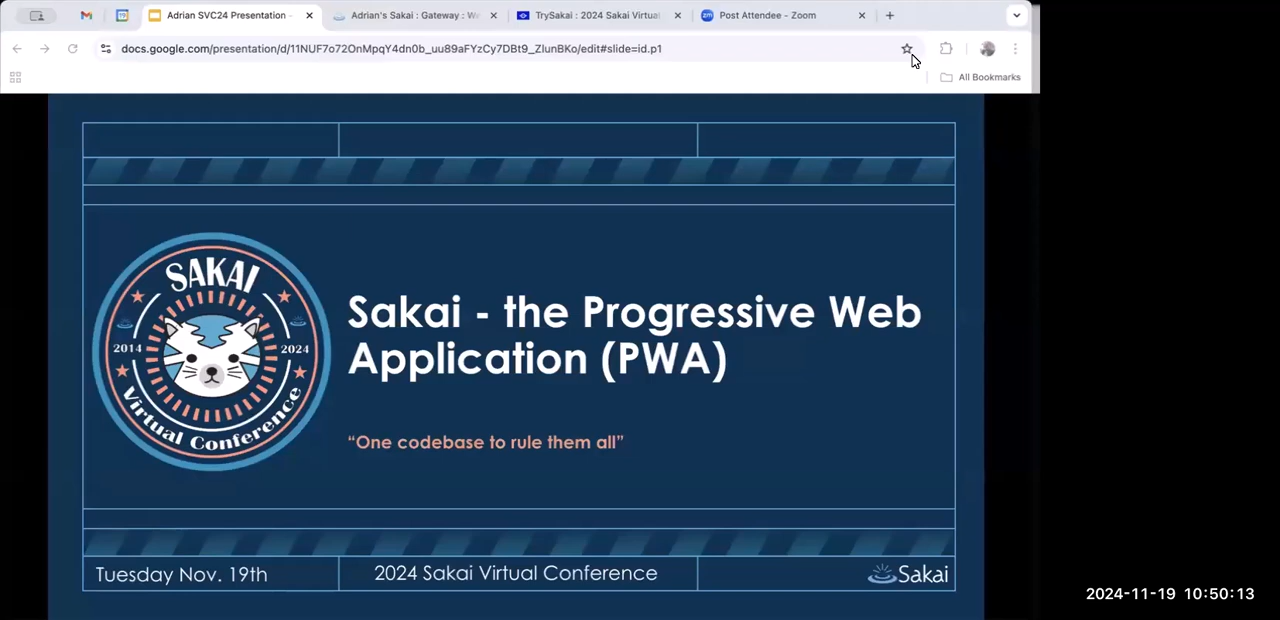 Adrian SVC24 Presentation -
Adrian's Sakai : Gateway : We
TrySakai : 2024 Sakai Virtual
Post Attendee - Zoom
docs.google.com/presentation/d/11NUF7o72OnMpqY4dn0b_uu89aFYzCy7DBt9_ZlunBKo/edit#slide=id.p1
All Bookmarks
SAKAI
2014
2024
Virtual Conference
Sakai - the Progressive Web
Application (PWA)
“One codebase to rule them all”
Tuesday Nov. 19th
2024 Sakai Virtual Conference
Sakai
2024-11-19 10:50:13